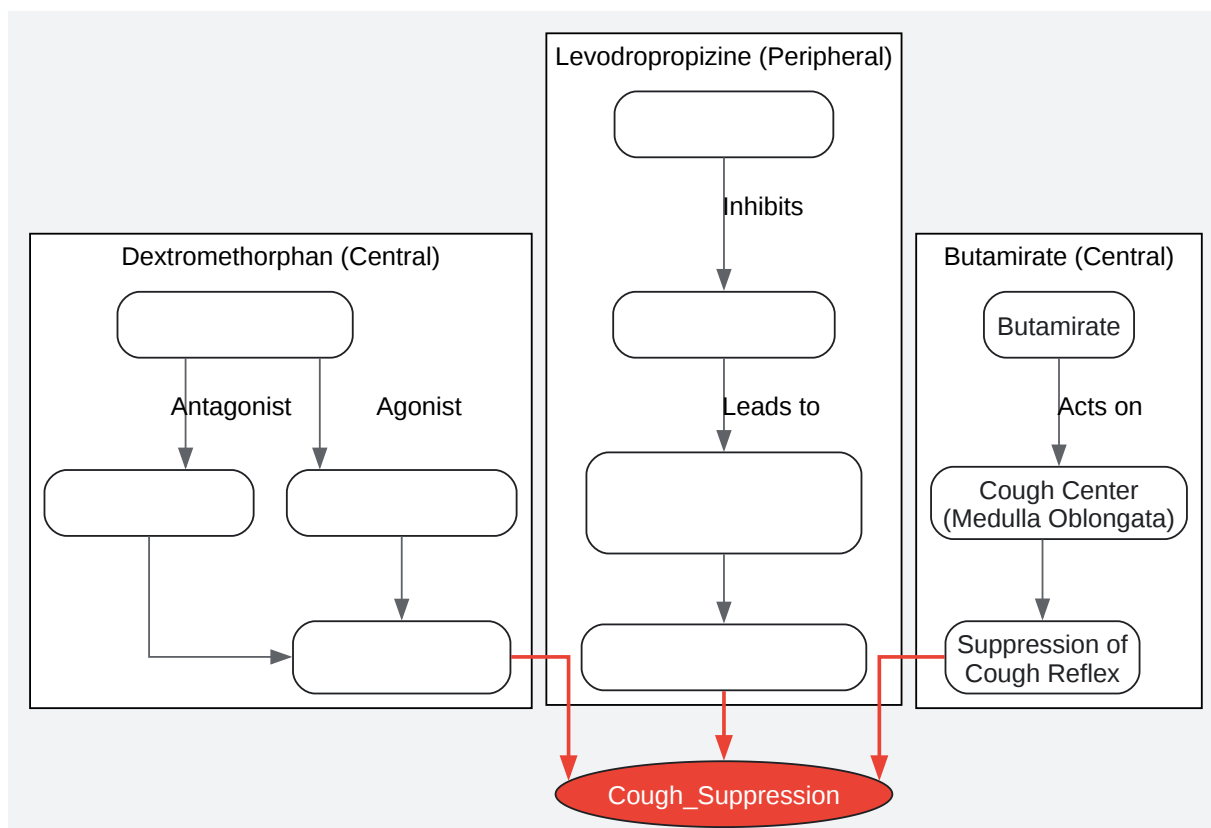 Levodropropizine (Peripheral)
Inhibits
Leads to
Dextromethorphan (Central)
Antagonist
Agonist
Butamirate (Central)
Butamirate
Acts on
Cough Center
(Medulla Oblongata)
Suppression of
Cough Reflex
Cough_Suppression